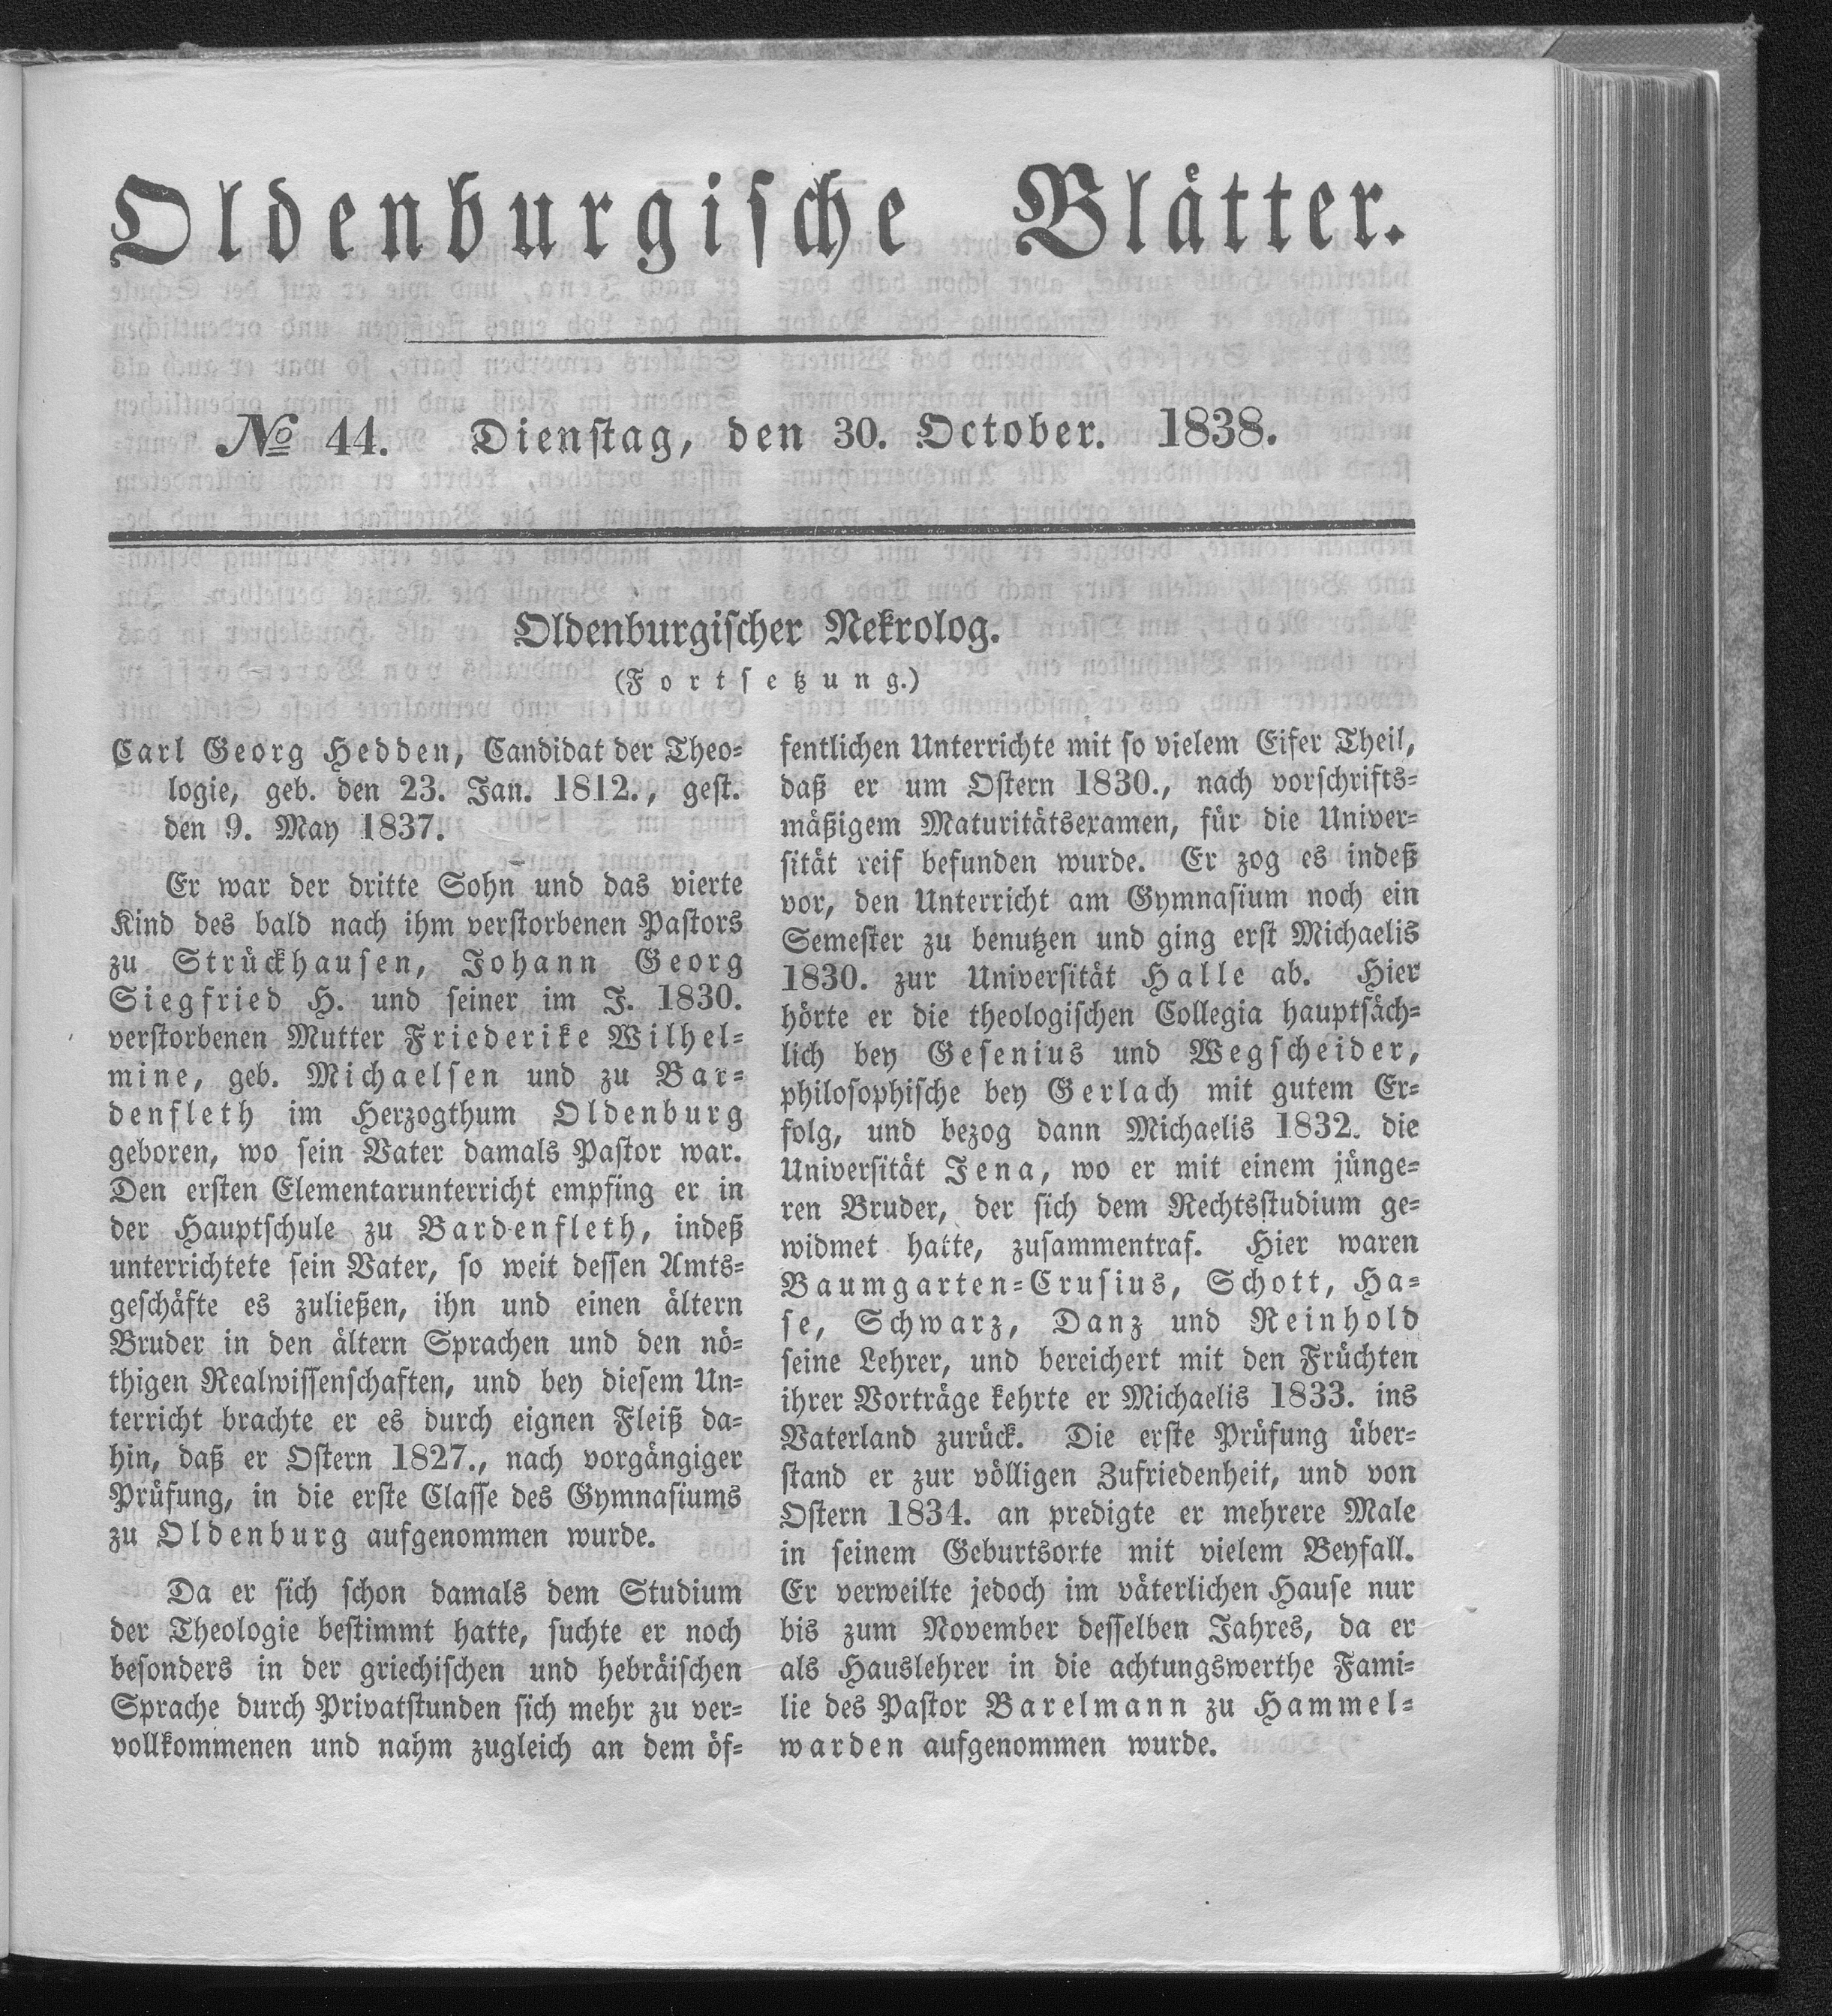 Oldenburgische Blätter.
№ 44. Dienstag, den 30. October. 1838.
Oldenburgischer Nekrolog.
(Fortsetzung.)
Carl Georg Hedden, Candidat der Theo-
logie, geb. den 23. Jan. 1812., gest.
den 9. May 1837.
Er war der dritte Sohn und das vierte
Kind des bald nach ihm verstorbenen Pastors
zu Strückhausen, Johann Georg
Siegfried H. und seiner im J. 1830.
verstorbenen Mutter Friederike Wilhel-
mine, geb. Michaelsen und zu Bar-
denfleth im Herzogthum Oldenburg
geboren, wo sein Vater damals Pastor war.
Den ersten Elementarunterricht empfing er in
der Hauptschule zu Bardenfleth, indeß
unterrichtete sein Vater, so weit dessen Amts-
geschäfte es zuließen, ihn und einen ältern
Bruder in den ältern Sprachen und den nö-
thigen Realwissenschaften, und bey diesem Un-
terricht brachte er es durch eignen Fleiß da-
hin, daß er Ostern 1827., nach vorgängiger
Prüfung, in die erste Classe des Gymnasiums
zu Oldenburg aufgenommen wurde.
Da er sich schon damals dem Studium
der Theologie bestimmt hatte, suchte er noch
besonders in der griechischen und hebräischen
Sprache durch Privatstunden sich mehr zu ver-
vollkommenen und nahm zugleich an dem öf-
fentlichen Unterrichte mit so vielem Eifer Theil,
daß er um Ostern 1830., nach vorschrifts-
mäßigem Maturitätsexamen, für die Univer-
sität reif befunden wurde. Er zog es indeß
vor, den Unterricht am Gymnasium noch ein
Semester zu benutzen und ging erst Michaelis
1830. zur Universität Halle ab. Hier
hörte er die theologischen Collegia hauptsäch-
lich bey Gesenius und Wegscheider,
philosophische bey Gerlach mit gutem Er-
folg, und bezog dann Michaelis 1832. die
Universität Jena, wo er mit einem jünge-
ren Bruder, der sich dem Rechtsstudium ge-
widmet hatte, zusammentraf. Hier waren
Baumgarten-Crusius, Schott, Ha-
se, Schwarz, Danz und Reinhold
seine Lehrer, und bereichert mit den Früchten
ihrer Vorträge kehrte er Michaelis 1833. ins
Vaterland zurück. Die erste Prüfung über-
stand er zur völligen Zufriedenheit, und von
Ostern 1834. an predigte er mehrere Male
in seinem Geburtsorte mit vielem Beyfall.
Er verweilte jedoch im väterlichen Hause nur
bis zum November desselben Jahres, da er
als Hauslehrer in die achtungswerthe Fami-
lie des Pastor Barelmann zu Hammel-
warden aufgenommen wurde.